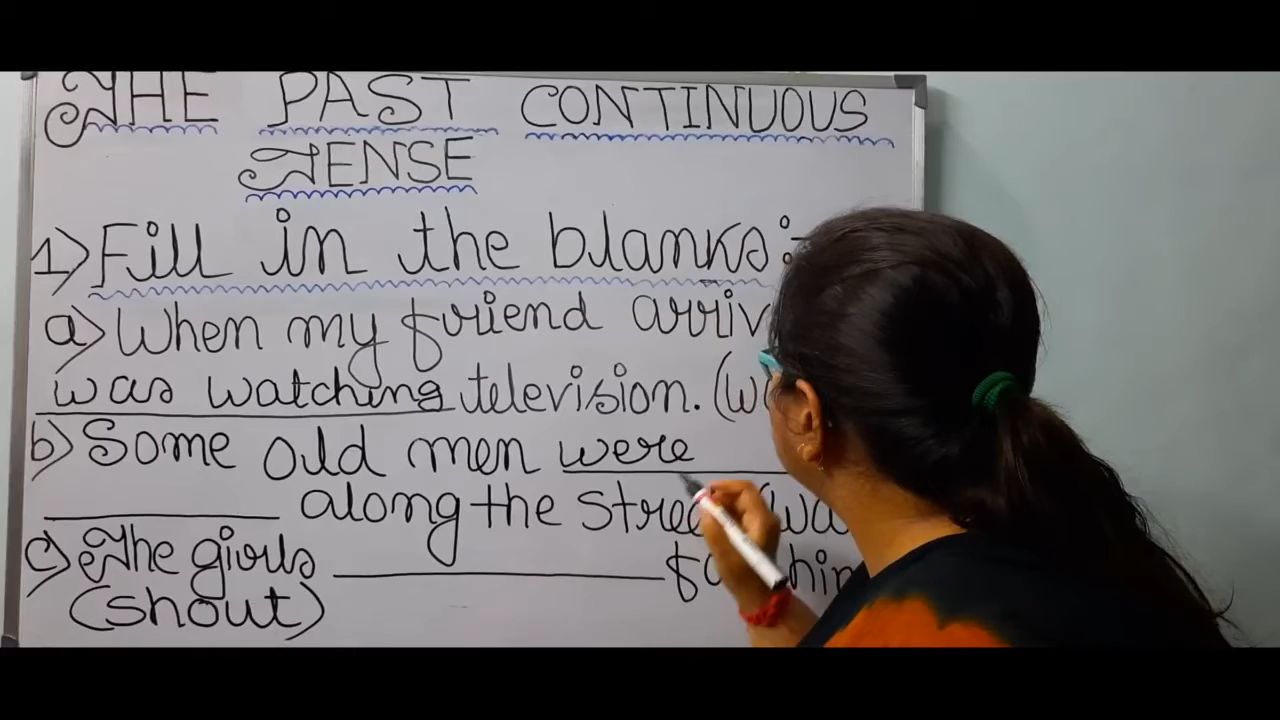 THE PAST CONTINUOUS
TENSE
1) Fill in the blanks:
a) When my friend
was watching television.
b) Some old men were
along the
c) The girls
(shout)